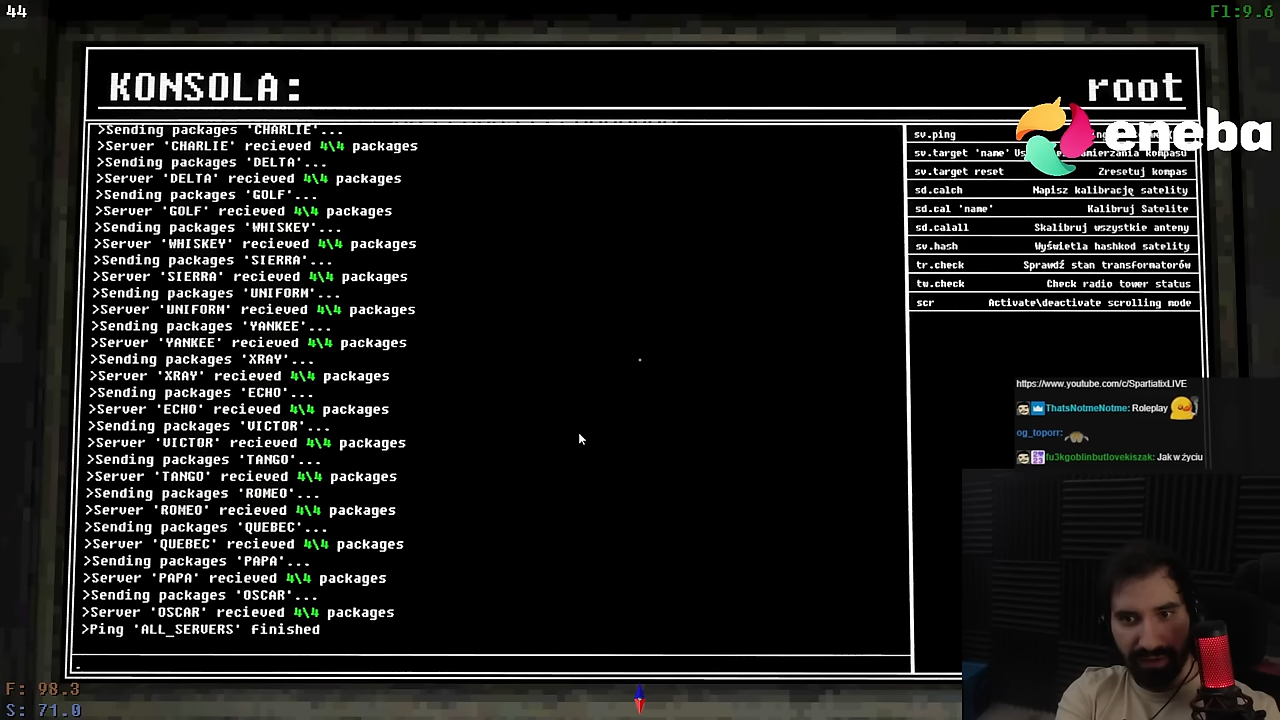 44
F1:9.6
KONSOLA:
root
eneba
>Sending packages 'CHARLIE'...
>Server 'CHARLIE' recieved 4\4 packages
>Sending packages 'DELTA'...
>Server 'DELTA' recieved 4\4 packages
>Sending packages 'GOLF'...
>Server 'GOLF' recieved 4\4 packages
>Sending packages 'WHISKEY'...
>Server 'WHISKEY' recieved 4\4 packages
>Sending packages 'SIERRA'...
>Server 'SIERRA' recieved 4\4 packages
>Sending packages 'UNIFORM'...
>Server 'UNIFORM' recieved 4\4 packages
>Sending packages 'YANKEE'...
>Server 'YANKEE' recieved 4\4 packages
>Sending packages 'XRAY'...
>Server 'XRAY' recieved 4\4 packages
>Sending packages 'ECHO'...
>Server 'ECHO' recieved 4\4 packages
>Sending packages 'VICTOR'...
>Server 'VICTOR' recieved 4\4 packages
>Sending packages 'TANGO'...
>Server 'TANGO' recieved 4\4 packages
>Sending packages 'ROMEO'...
>Server 'ROMEO' recieved 4\4 packages
>Sending packages 'QUEBEC'...
>Server 'QUEBEC' recieved 4\4 packages
>Sending packages 'PAPA'...
>Server 'PAPA' recieved 4\4 packages
>Sending packages 'OSCAR'...
>Server 'OSCAR' recieved 4\4 packages
>Ping 'ALL_SERVERS' finished
sv.ping
sv.target 'name' kompasu
sv.target reset Zresetuj kompas
sd.calch Napisz kalibrację satelity
sd.cal 'name' Kalibruj Satelite
sd.calall Skalibruj wszystkie anteny
sv.hash Wyświetla hashkod satelity
tr.check Sprawdź stan transformatorów
tw.check Check radio tower status
scr Activate\deactivate scrolling mode
https://www.youtube.com/c/SpartiatixLIVE
ThatsNotmeNotme: Roleplay
og_toporr:
fu3kgoblinbutlovekiszak: Jak w życiu
F: 98.3
S: 71.0